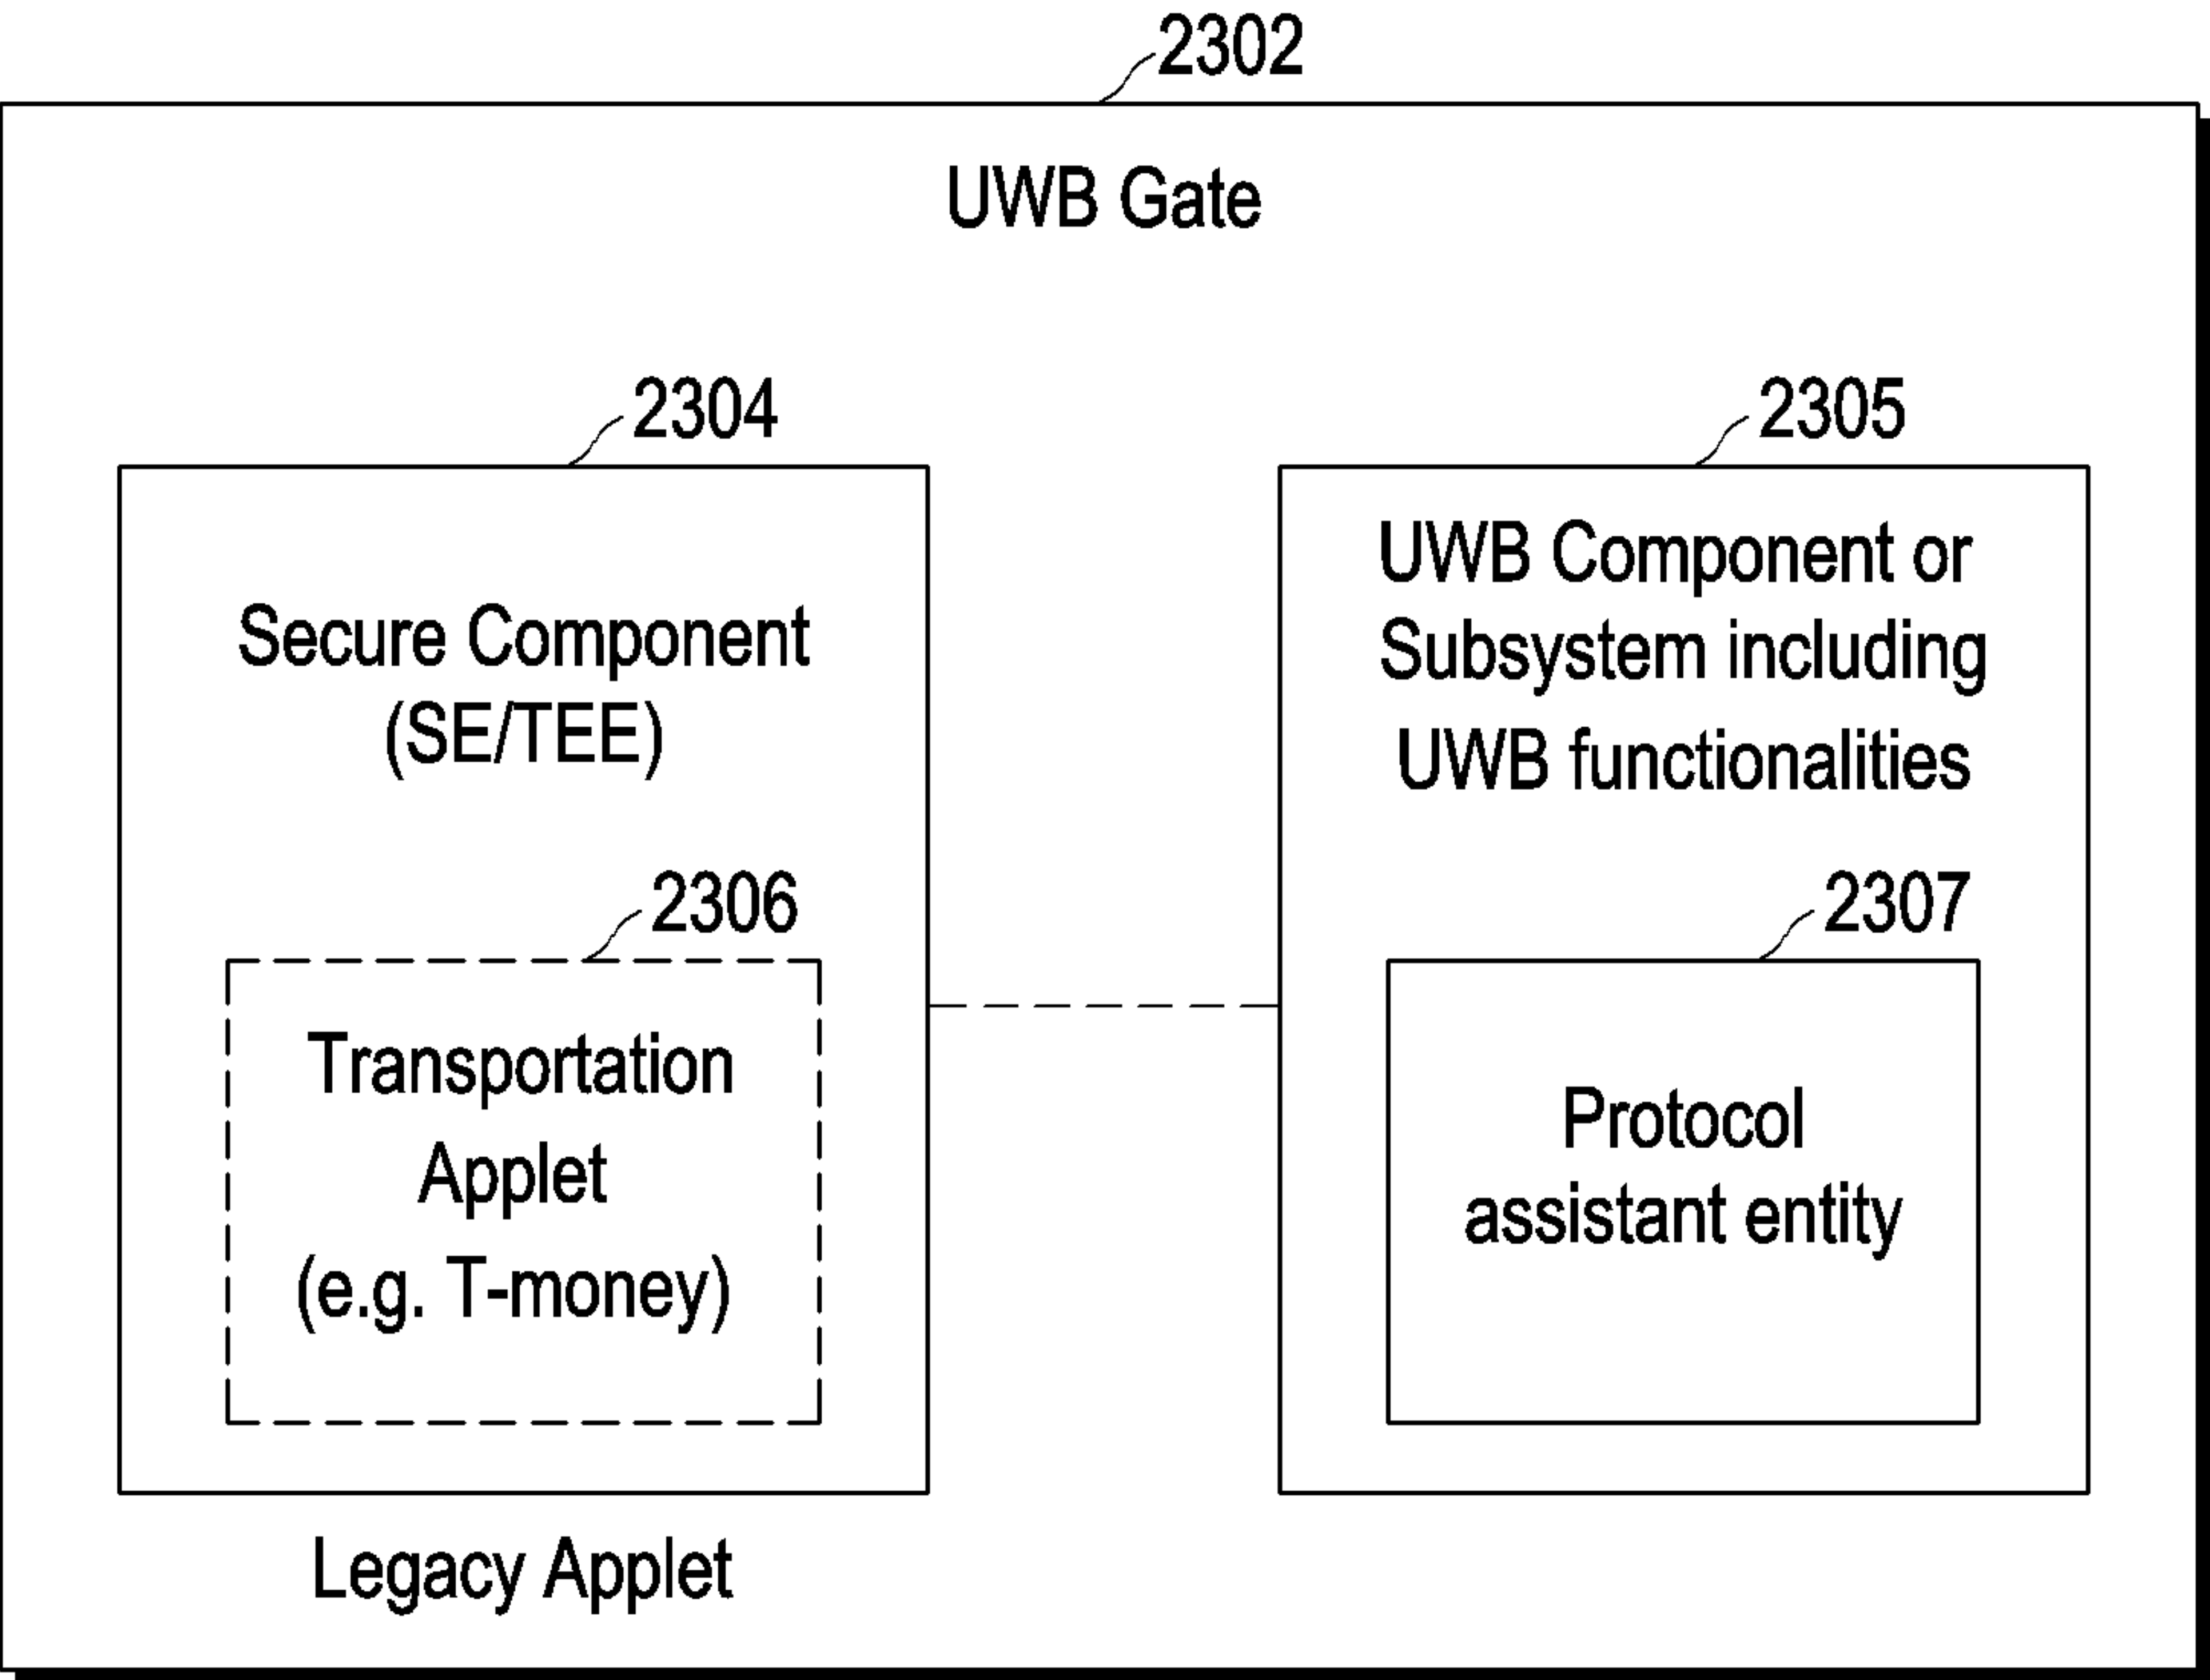 2302
UWB Gate
2304
Secure Component
(SE/TEE)
2306
Transportation
Applet
(e.g. T-money)
Legacy Applet
2305
UWB Component or
Subsystem including
UWB functionalities
2307
Protocol
assistant entity